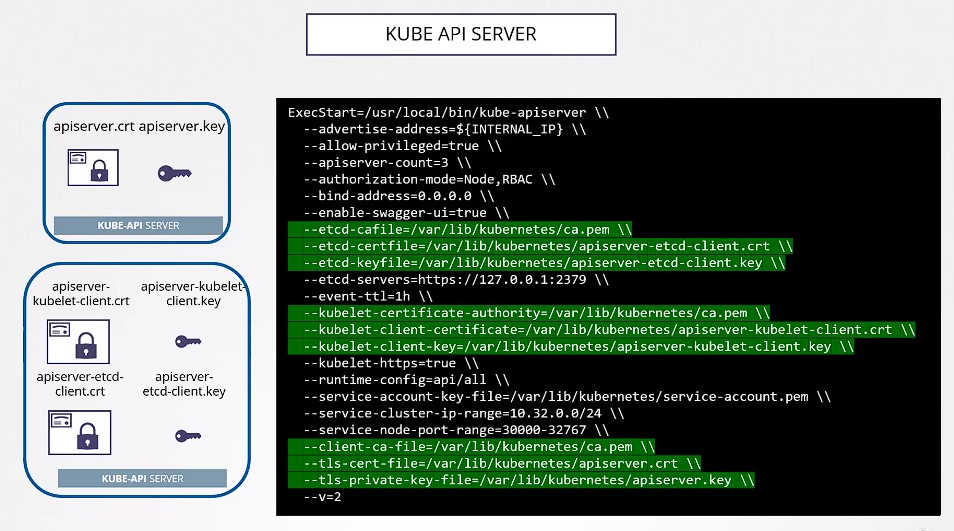 KUBE API SERVER
apiserver.crt apiserver.key
KUBE-API SERVER
apiserver-
kubelet-client.crt
apiserver-kubelet-
client.key
apiserver-etcd-
client.crt
apiserver-
etcd-client.key
KUBE-API SERVER
ExecStart=/usr/local/bin/kube-apiserver \\
--advertise-address=${INTERNAL_IP} \\
--allow-privileged=true \\
--apiserver-count=3 \\
--authorization-mode=Node,RBAC \\
--bind-address=0.0.0.0 \\
--enable-swagger-ui=true \\
--etcd-cafile=/var/lib/kubernetes/ca.pem \\
--etcd-certfile=/var/lib/kubernetes/apiserver-etcd-client.crt \\
--etcd-keyfile=/var/lib/kubernetes/apiserver-etcd-client.key \\
--etcd-servers=https://127.0.0.1:2379 \\
--event-ttl=1h \\
--kubelet-certificate-authority=/var/lib/kubernetes/ca.pem \\
--kubelet-client-certificate=/var/lib/kubernetes/apiserver-kubelet-client.crt \\
--kubelet-client-key=/var/lib/kubernetes/apiserver-kubelet-client.key \\
--kubelet-https=true \\
--runtime-config=api/all \\
--service-account-key-file=/var/lib/kubernetes/service-account.pem \\
--service-cluster-ip-range=10.32.0.0/24 \\
--service-node-port-range=30000-32767 \\
--client-ca-file=/var/lib/kubernetes/ca.pem \\
--tls-cert-file=/var/lib/kubernetes/apiserver.crt \\
--tls-private-key-file=/var/lib/kubernetes/apiserver.key \\
--v=2